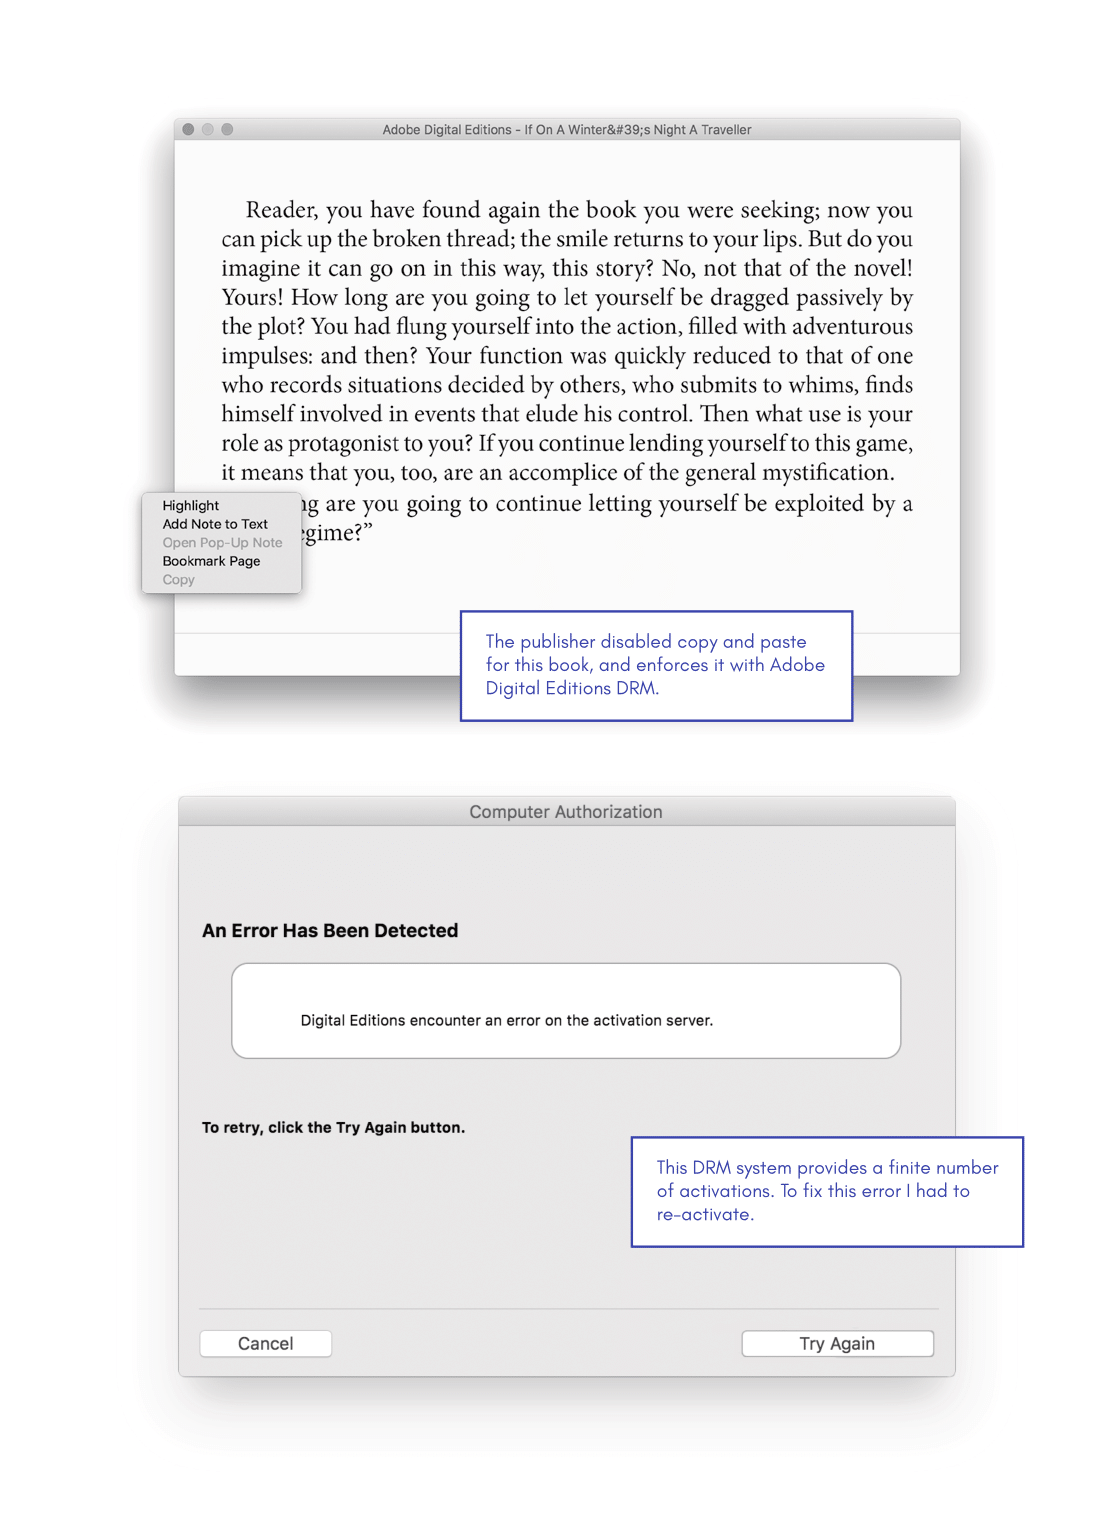 Adobe Digital Editions - If On A Winter&#39;s Night A Traveller
Reader, you have found again the book you were seeking; now you
can pick up the broken thread; the smile returns to your lips. But do you
imagine it can go on in this way, this story? No, not that of the novel!
Yours! How long are you going to let yourself be dragged passively by
the plot? You had flung yourself into the action, filled with adventurous
impulses: and then? Your function was quickly reduced to that of one
who records situations decided by others, who submits to whims, finds
himself involved in events that elude his control. Then what use is your
role as protagonist to you? If you continue lending yourself to this game,
it means that you, too, are an accomplice of the general mystification.
ng are you going to continue letting yourself be exploited by a
egime?”
Highlight
Add Note to Text
Open Pop-Up Note
Bookmark Page
Copy
The publisher disabled copy and paste
for this book, and enforces it with Adobe
Digital Editions DRM.
Computer Authorization
An Error Has Been Detected
Digital Editions encounter an error on the activation server.
To retry, click the Try Again button.
This DRM system provides a finite number
of activations. To fix this error I had to
re-activate.
Cancel
Try Again